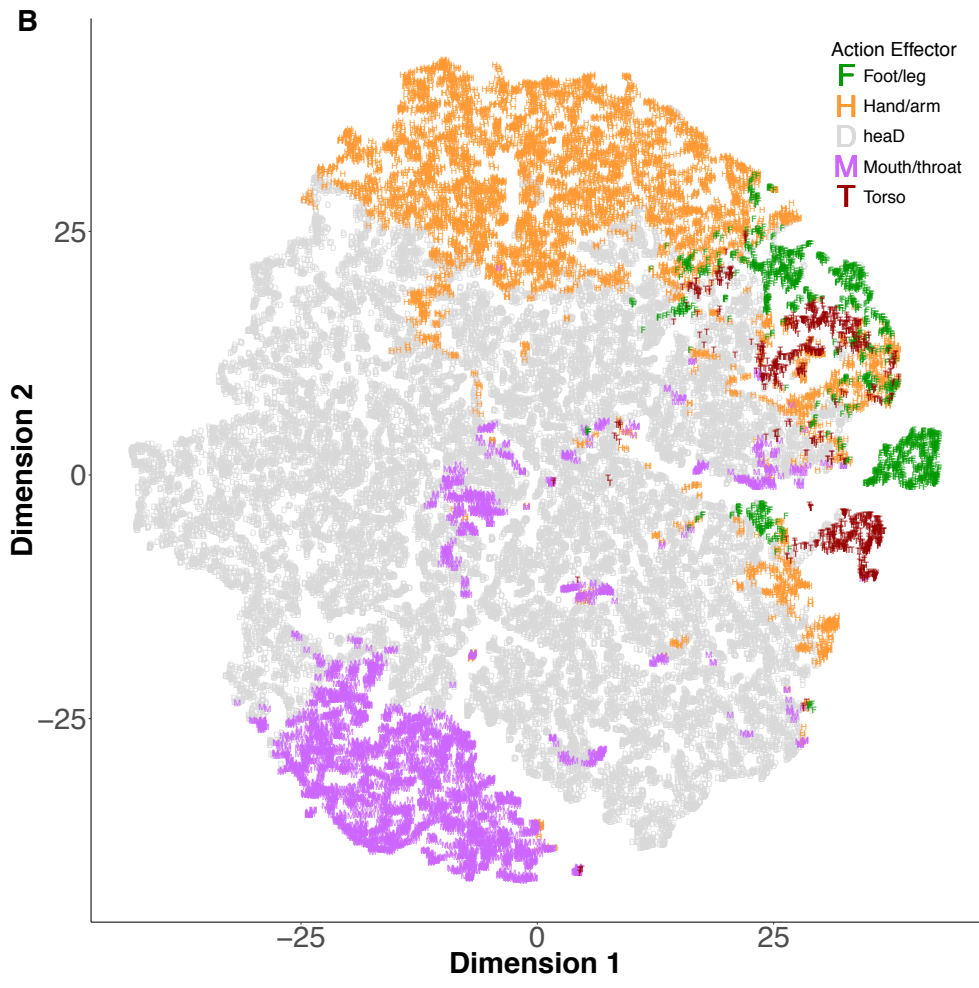 B
Action Effector
F Foot/leg
H Hand/arm
D heaD
M Mouth/throat
T Torso
25
0
−25
Dimension 2
−25 0 25
Dimension 1